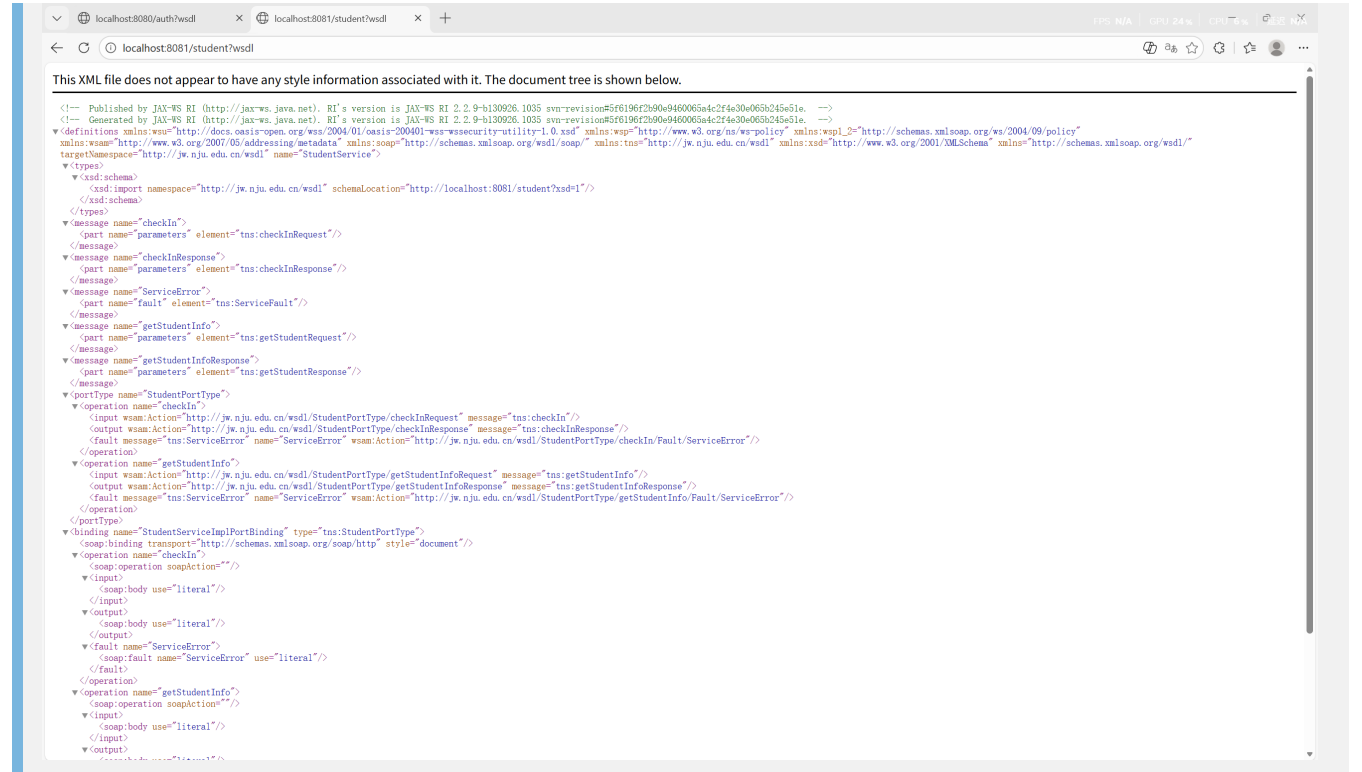 localhost:8080/auth?wsdl
localhost:8081/student?wsdl
FPS N/A GPU 24% CPU
localhost:8081/student?wsdl
This XML file does not appear to have any style information associated with it. The document tree is shown below.
<!-- Published by JAX-WS RI (http://jax-ws.java.net). RI's version is JAX-WS RI 2.2.9-b130926.1035 svn-revision#5f6196f2b90e9460065a4c2f4e30e065b245e51e. -->
<!-- Generated by JAX-WS RI (http://jax-ws.java.net). RI's version is JAX-WS RI 2.2.9-b130926.1035 svn-revision#5f6196f2b90e9460065a4c2f4e30e065b245e51e. -->
▼<definitions xmlns:wsu="http://docs.oasis-open.org/wss/2004/01/oasis-200401-wss-wssecurity-utility-1.0.xsd" xmlns:wsp="http://www.w3.org/ns/ws-policy" xmlns:wsp1_2="http://schemas.xmlsoap.org/ws/2004/09/policy"
xmlns:wsam="http://www.w3.org/2007/05/addressing/metadata" xmlns:soap="http://schemas.xmlsoap.org/wsdl/soap/" xmlns:tns="http://jw.nju.edu.cn/wsdl" xmlns:xsd="http://www.w3.org/2001/XMLSchema" xmlns="http://schemas.xmlsoap.org/wsdl/"
targetNamespace="http://jw.nju.edu.cn/wsdl" name="StudentService">
▼<types>
▼<xsd:schema>
<xsd:import namespace="http://jw.nju.edu.cn/wsdl" schemaLocation="http://localhost:8081/student?xsd=1"/>
</xsd:schema>
</types>
▼<message name="checkIn">
<part name="parameters" element="tns:checkInRequest"/>
</message>
▼<message name="checkInResponse">
<part name="parameters" element="tns:checkInResponse"/>
</message>
▼<message name="ServiceError">
<part name="fault" element="tns:ServiceFault"/>
</message>
▼<message name="getStudentInfo">
<part name="parameters" element="tns:getStudentRequest"/>
</message>
▼<message name="getStudentInfoResponse">
<part name="parameters" element="tns:getStudentResponse"/>
</message>
▼<portType name="StudentPortType">
▼<operation name="checkIn">
<input wsam:Action="http://jw.nju.edu.cn/wsdl/StudentPortType/checkInRequest" message="tns:checkIn"/>
<output wsam:Action="http://jw.nju.edu.cn/wsdl/StudentPortType/checkInResponse" message="tns:checkInResponse"/>
<fault message="tns:ServiceError" name="ServiceError" wsam:Action="http://jw.nju.edu.cn/wsdl/StudentPortType/checkIn/Fault/ServiceError"/>
</operation>
▼<operation name="getStudentInfo">
<input wsam:Action="http://jw.nju.edu.cn/wsdl/StudentPortType/getStudentInfoRequest" message="tns:getStudentInfo"/>
<output wsam:Action="http://jw.nju.edu.cn/wsdl/StudentPortType/getStudentInfoResponse" message="tns:getStudentInfoResponse"/>
<fault message="tns:ServiceError" name="ServiceError" wsam:Action="http://jw.nju.edu.cn/wsdl/StudentPortType/getStudentInfo/Fault/ServiceError"/>
</operation>
</portType>
▼<binding name="StudentServiceImplPortBinding" type="tns:StudentPortType">
<soap:binding transport="http://schemas.xmlsoap.org/soap/http" style="document"/>
▼<operation name="checkIn">
<soap:operation soapAction=""/>
▼<input>
<soap:body use="literal"/>
</input>
▼<output>
<soap:body use="literal"/>
</output>
▼<fault name="ServiceError">
<soap:fault name="ServiceError" use="literal"/>
</fault>
</operation>
▼<operation name="getStudentInfo">
<soap:operation soapAction=""/>
▼<input>
<soap:body use="literal"/>
</input>
▼<output>